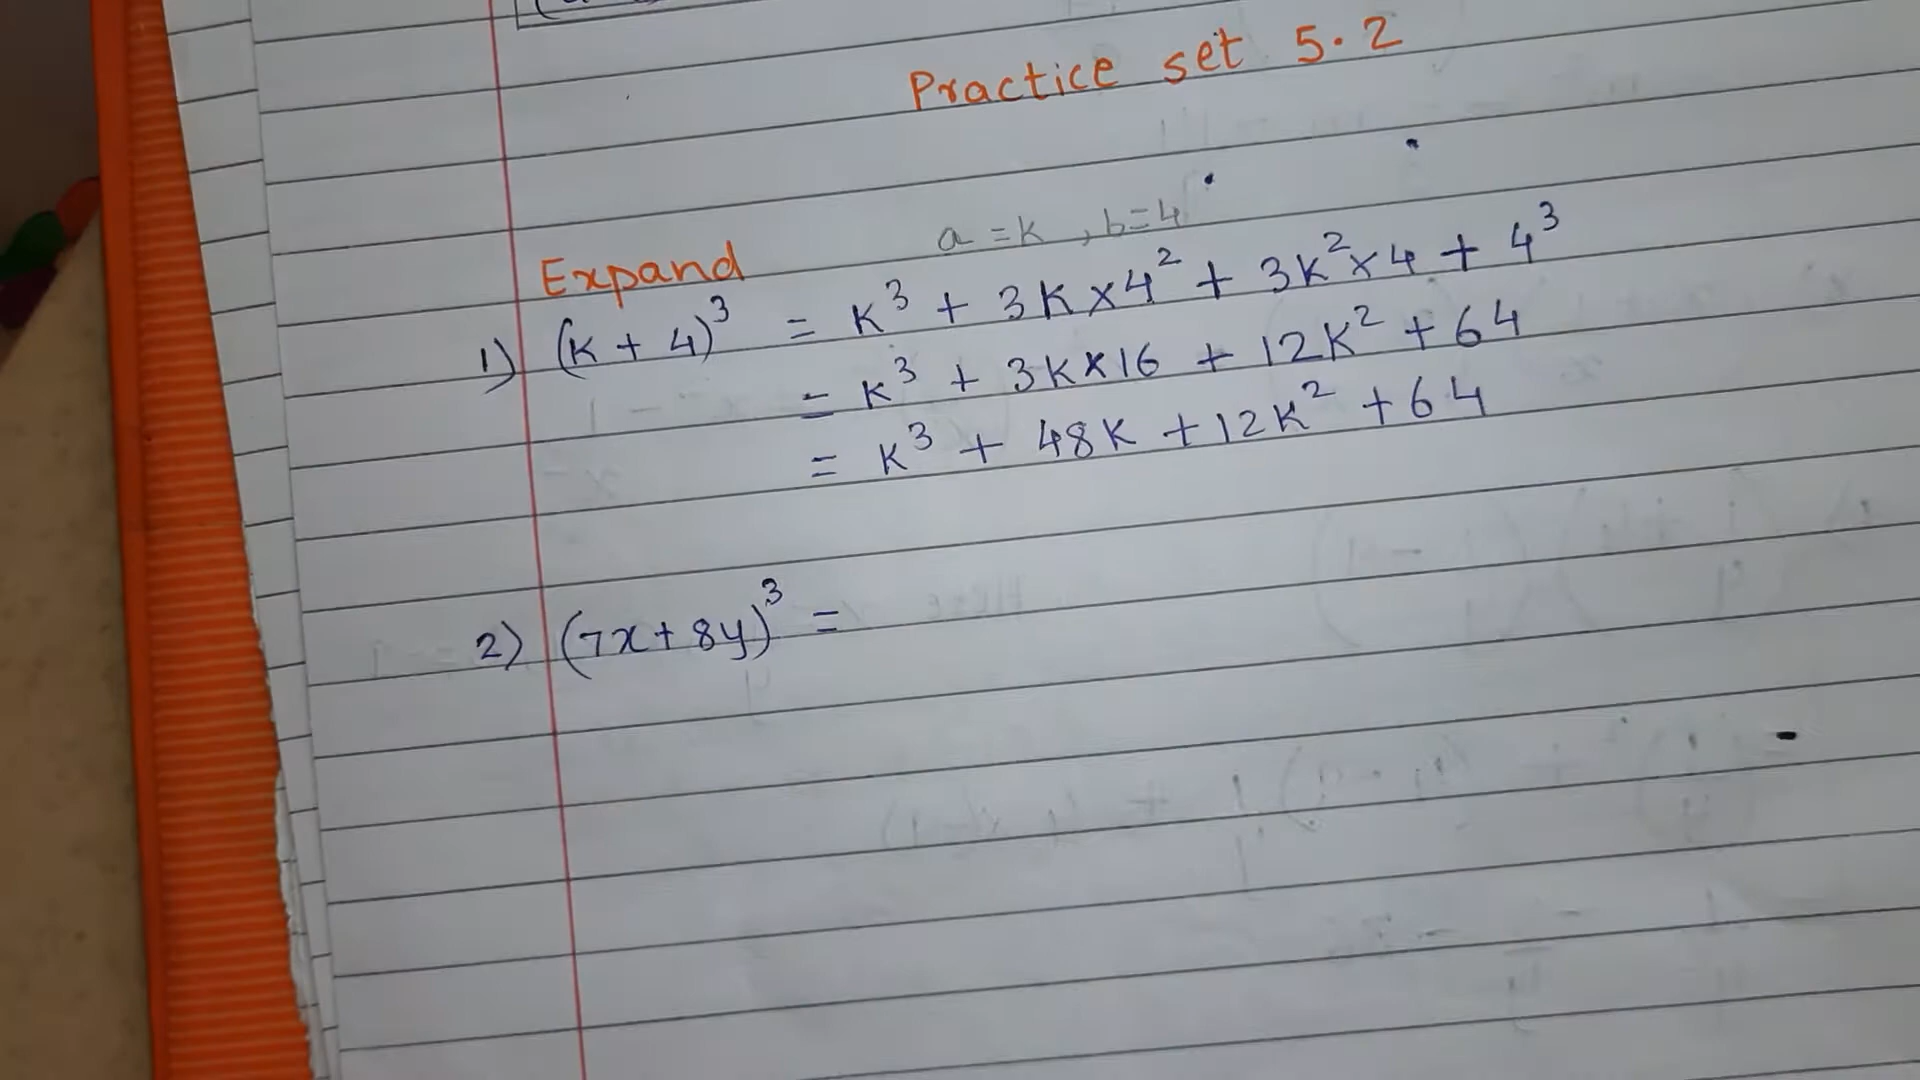 Practice set 5.2
a = k, b = 4
Expand
1) (k + 4)³ = k³ + 3k×4² + 3k²×4 + 4³
= k³ + 3k×16 + 12k² + 64
= k³ + 48k + 12k² + 64
2) (7x + 8y)³ =